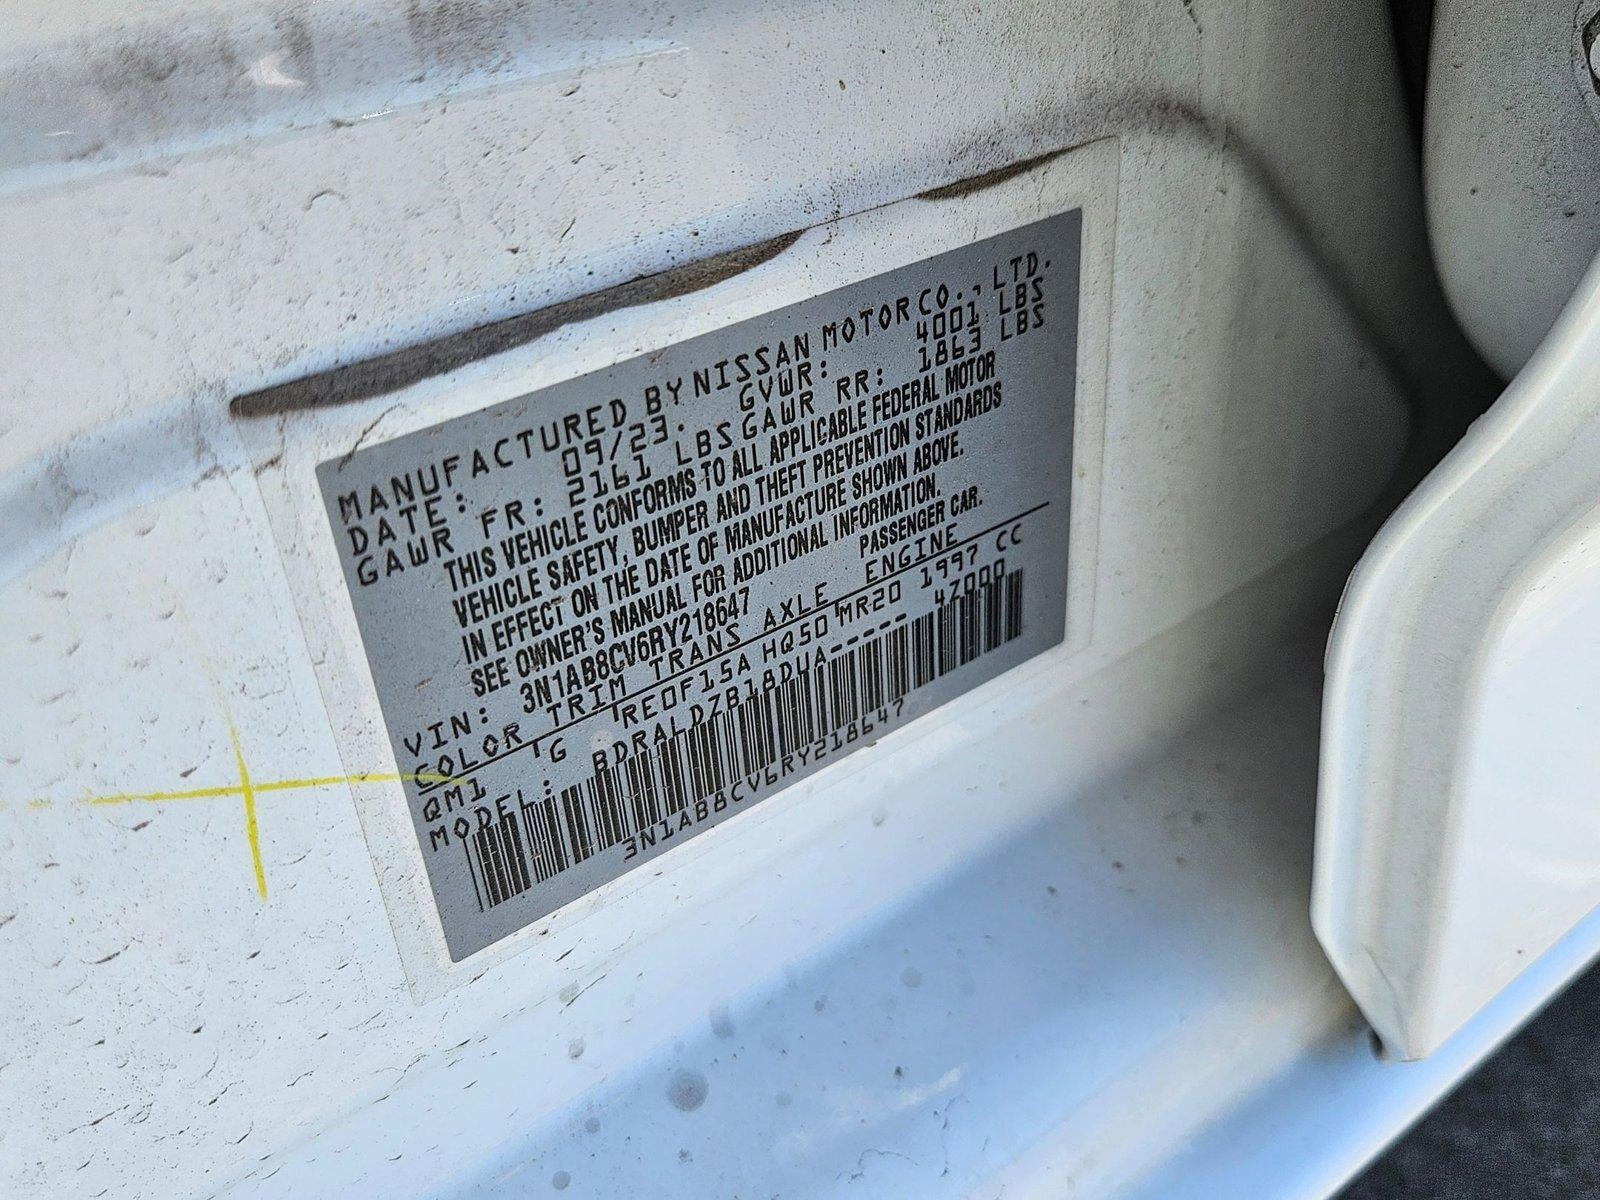 MANUFACTURED BY NISSAN MOTOR CO., LTD.
DATE: 09/23. GVWR: 4001 LBS
GAWR FR: 2161 LBS GAWR RR: 1863 LBS
THIS VEHICLE CONFORMS TO ALL APPLICABLE FEDERAL MOTOR
VEHICLE SAFETY, BUMPER AND THEFT PREVENTION STANDARDS
IN EFFECT ON THE DATE OF MANUFACTURE SHOWN ABOVE.
SEE OWNER'S MANUAL FOR ADDITIONAL INFORMATION.
VIN: 3N1AB8CV6RY218647 PASSENGER CAR.
COLOR TRIM TRANS AXLE ENGINE
QM1 G RE0F15A HQ50 MR20 1997 CC
MODEL: BDRALDZB18DUA----- 4Z000
3N1AB8CV6RY218647